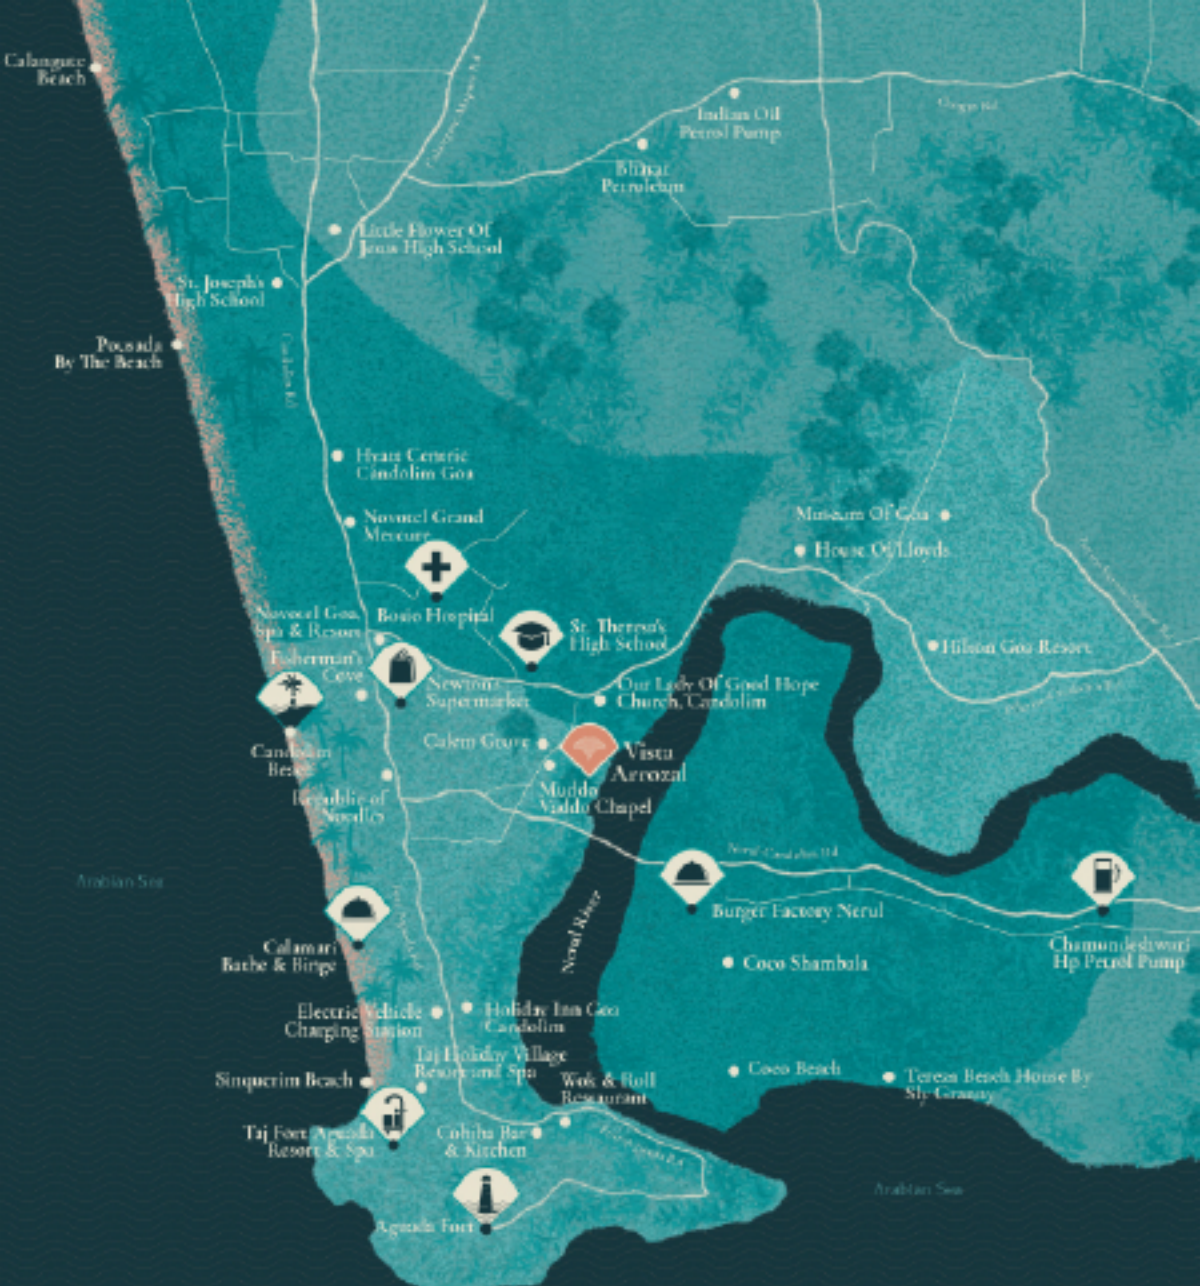 Calangute
Beach
Indian Oil
Petrol Pump
Bharat
Petroleum
Little Flower Of
Jesus High School
St. Joseph's
High School
Pousada
By The Beach
Hyatt Centric
Candolim Goa
Novotel Grand
Mercure
Museum Of Goa
House Of Lloyds
Bosio Hospital
Novotel Goa
Spa & Resort
St. Theresa's
High School
Hilton Goa Resort
Fisherman's
Cove
Newton's
Supermarket
Our Lady Of Good Hope
Church, Candolim
Calem Grove
Vista
Arrozal
Candolim
Beach
Republic of
Noodles
Muddo
Vaddo Chapel
Nerul-Candolim Rd
Arabian Sea
Burger Factory Nerul
Nerul River
Calamari
Bathe & Binge
Chamundeshwari
Hp Petrol Pump
Coco Shambala
Electric Vehicle
Charging Station
Holiday Inn Goa
Candolim
Taj Holiday Village
Resort and Spa
Sinquerim Beach
Wok & Roll
Restaurant
Coco Beach
Teresa Beach House By
Sly Granny
Taj Fort Aguada
Resort & Spa
Cohiba Bar
& Kitchen
Arabian Sea
Aguada Fort